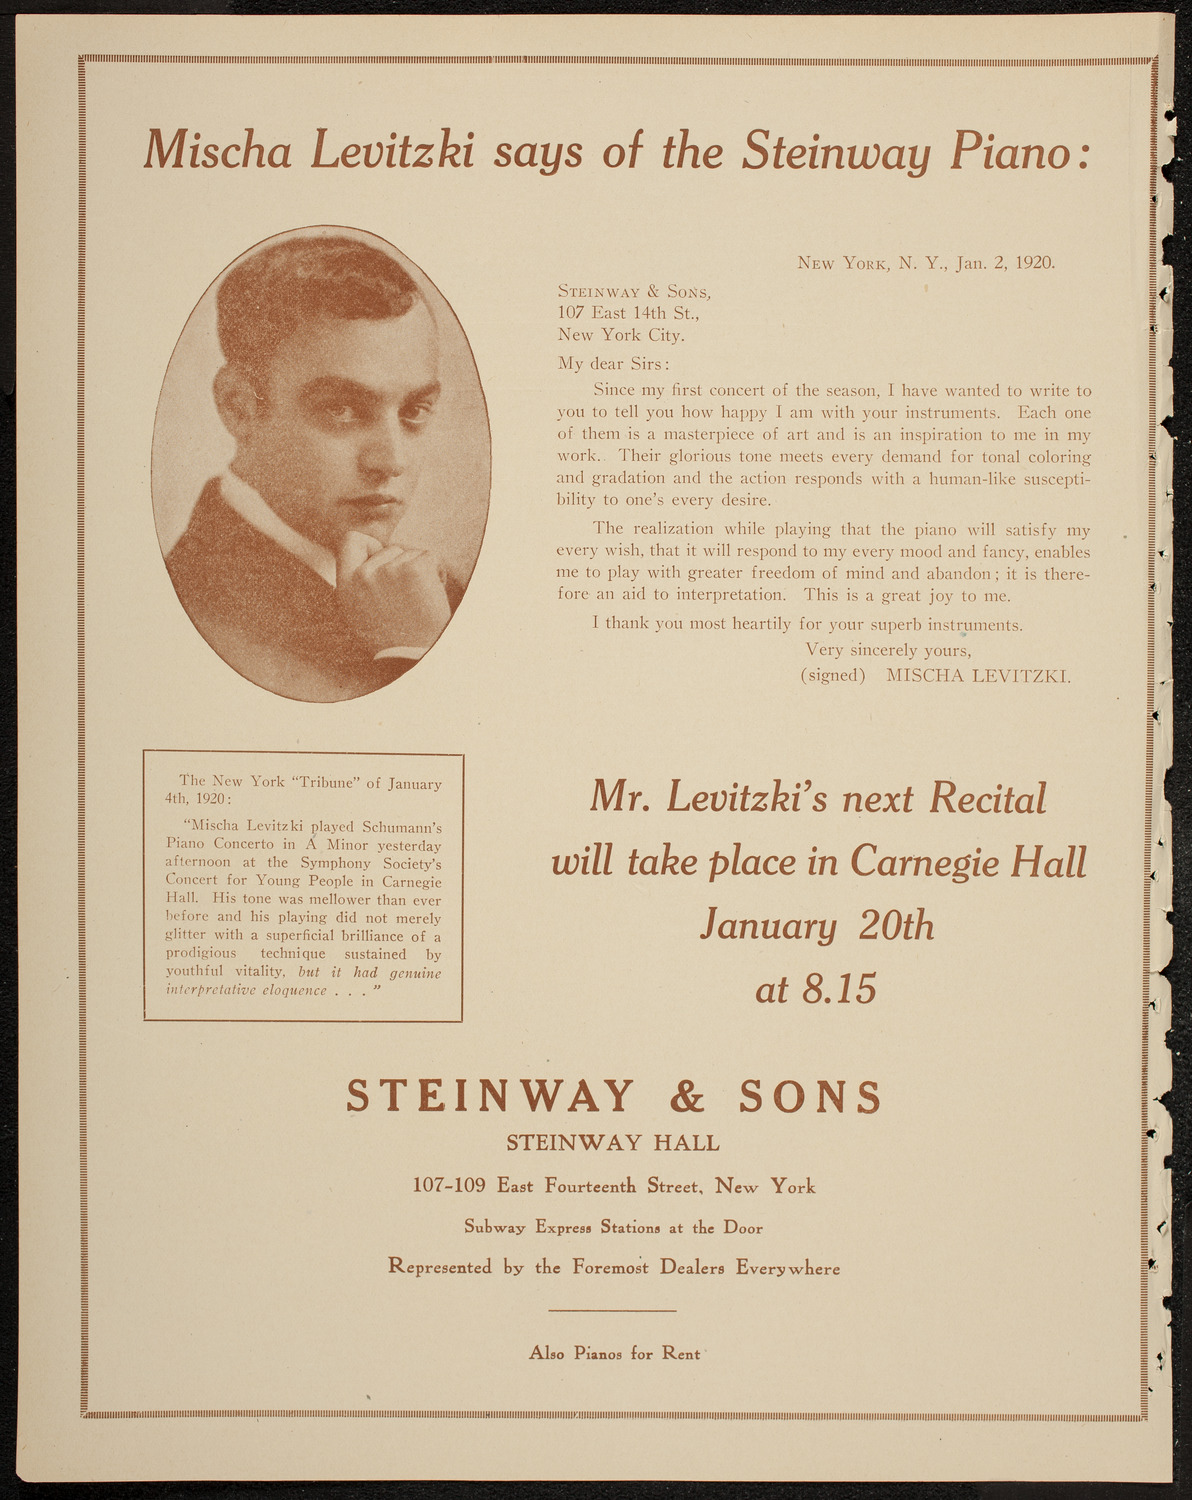 Mischa Levitzki says of the Steinway Piano:
New York, N. Y., Jan. 2, 1920.
Steinway & Sons,
107 East 14th St.,
New York City.
My dear Sirs:
Since my first concert of the season, I have wanted to write to
you to tell you how happy I am with your instruments. Each one
of them is a masterpiece of art and is an inspiration to me in my
work. Their glorious tone meets every demand for tonal coloring
and gradation and the action responds with a human-like suscepti-
bility to one's every desire.
The realization while playing that the piano will satisfy my
every wish, that it will respond to my every mood and fancy, enables
me to play with greater freedom of mind and abandon; it is there-
fore an aid to interpretation. This is a great joy to me.
I thank you most heartily for your superb instruments.
Very sincerely yours,
(signed) MISCHA LEVITZKI.
The New York "Tribune" of January
4th, 1920:
"Mischa Levitzki played Schumann's
Piano Concerto in A Minor yesterday
afternoon at the Symphony Society's
Concert for Young People in Carnegie
Hall. His tone was mellower than ever
before and his playing did not merely
glitter with a superficial brilliance of a
prodigious technique sustained by
youthful vitality, but it had genuine
interpretative eloquence . . . "
Mr. Levitzki's next Recital
will take place in Carnegie Hall
January 20th
at 8.15
STEINWAY & SONS
STEINWAY HALL
107-109 East Fourteenth Street, New York
Subway Express Stations at the Door
Represented by the Foremost Dealers Everywhere
Also Pianos for Rent